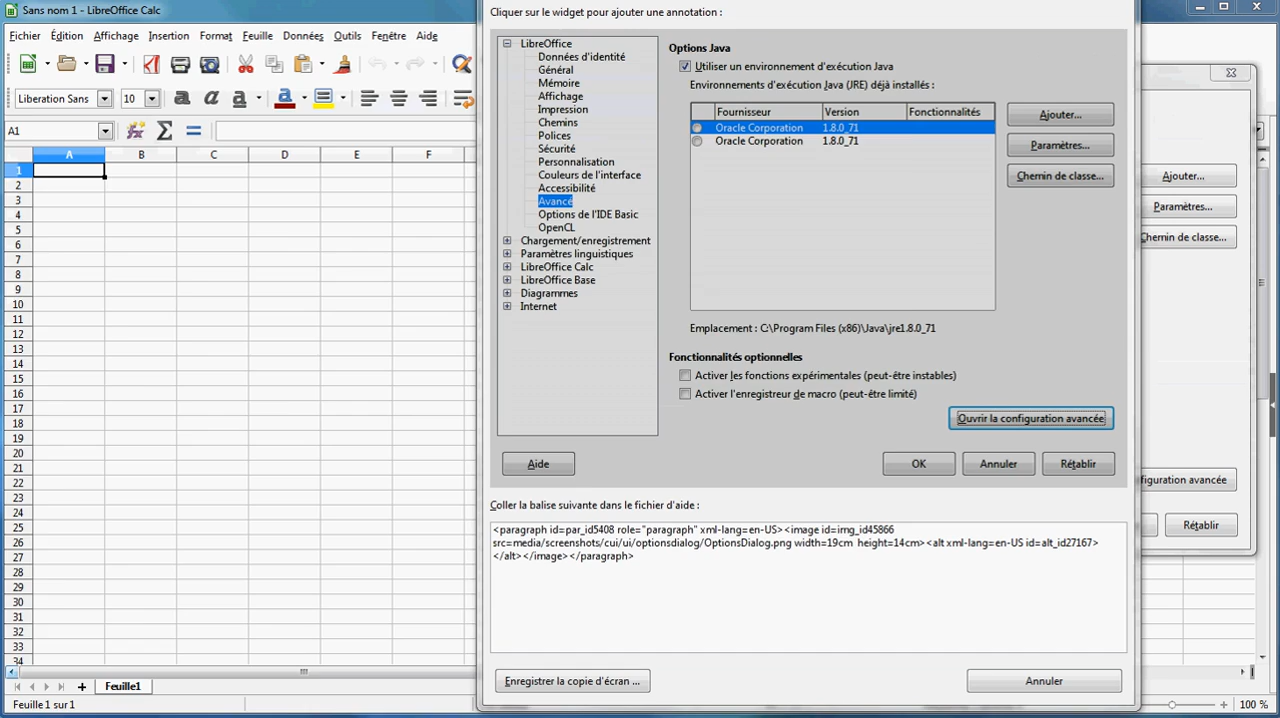 Sans nom 1 - LibreOffice Calc
Cliquer sur le widget pour ajouter une annotation :
Fichier Édition Affichage Insertion Format Feuille Données Outils Fenêtre Aide
Liberation Sans 10 a a a a
A1
A B C D E F
1
2
3
4
5
6
7
8
9
10
11
12
13
14
15
16
17
18
19
20
21
22
23
24
25
26
27
28
29
30
31
32
33
34
Feuille1
Feuille 1 sur 1
LibreOffice
Données d'identité
Général
Mémoire
Affichage
Impression
Chemins
Polices
Sécurité
Personnalisation
Couleurs de l'interface
Accessibilité
Avancé
Options de l'IDE Basic
OpenCL
Chargement/enregistrement
Paramètres linguistiques
LibreOffice Calc
LibreOffice Base
Diagrammes
Internet
Options Java
Utiliser un environnement d'exécution Java
Environnements d'exécution Java (JRE) déjà installés :
Fournisseur Version Fonctionnalités
Oracle Corporation 1.8.0_71
Oracle Corporation 1.8.0_71
Ajouter...
Paramètres...
Chemin de classe...
Emplacement : C:\Program Files (x86)\Java\jre1.8.0_71
Fonctionnalités optionnelles
Activer les fonctions expérimentales (peut-être instables)
Activer l'enregistreur de macro (peut-être limité)
Ouvrir la configuration avancée
Aide OK Annuler Rétablir
Coller la balise suivante dans le fichier d'aide :
<paragraph id=par_id5408 role="paragraph" xml-lang=en-US><image id=img_id45866
src=media/screenshots/cui/ui/optionsdialog/OptionsDialog.png width=19cm height=14cm><alt xml-lang=en-US id=alt_id27167>
</alt></image></paragraph>
Enregistrer la copie d'écran ... Annuler
Ajouter...
Paramètres...
Chemin de classe...
figuration avancée
Rétablir
100 %